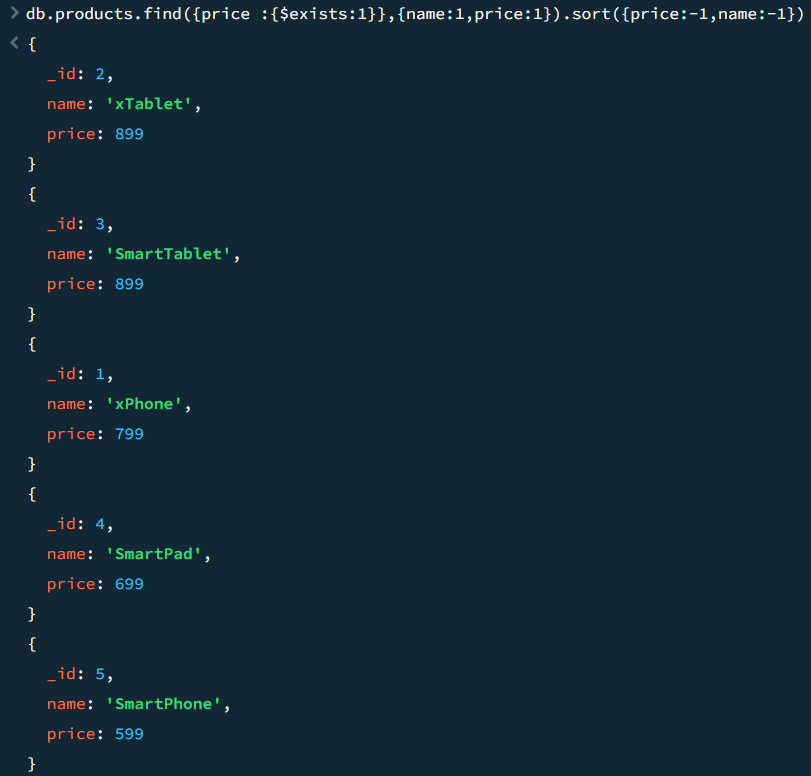 > db.products.find({price :{$exists:1}},{name:1,price:1}).sort({price:-1,name:-1})
< {
_id: 2,
name: 'xTablet',
price: 899
}
{
_id: 3,
name: 'SmartTablet',
price: 899
}
{
_id: 1,
name: 'xPhone',
price: 799
}
{
_id: 4,
name: 'SmartPad',
price: 699
}
{
_id: 5,
name: 'SmartPhone',
price: 599
}